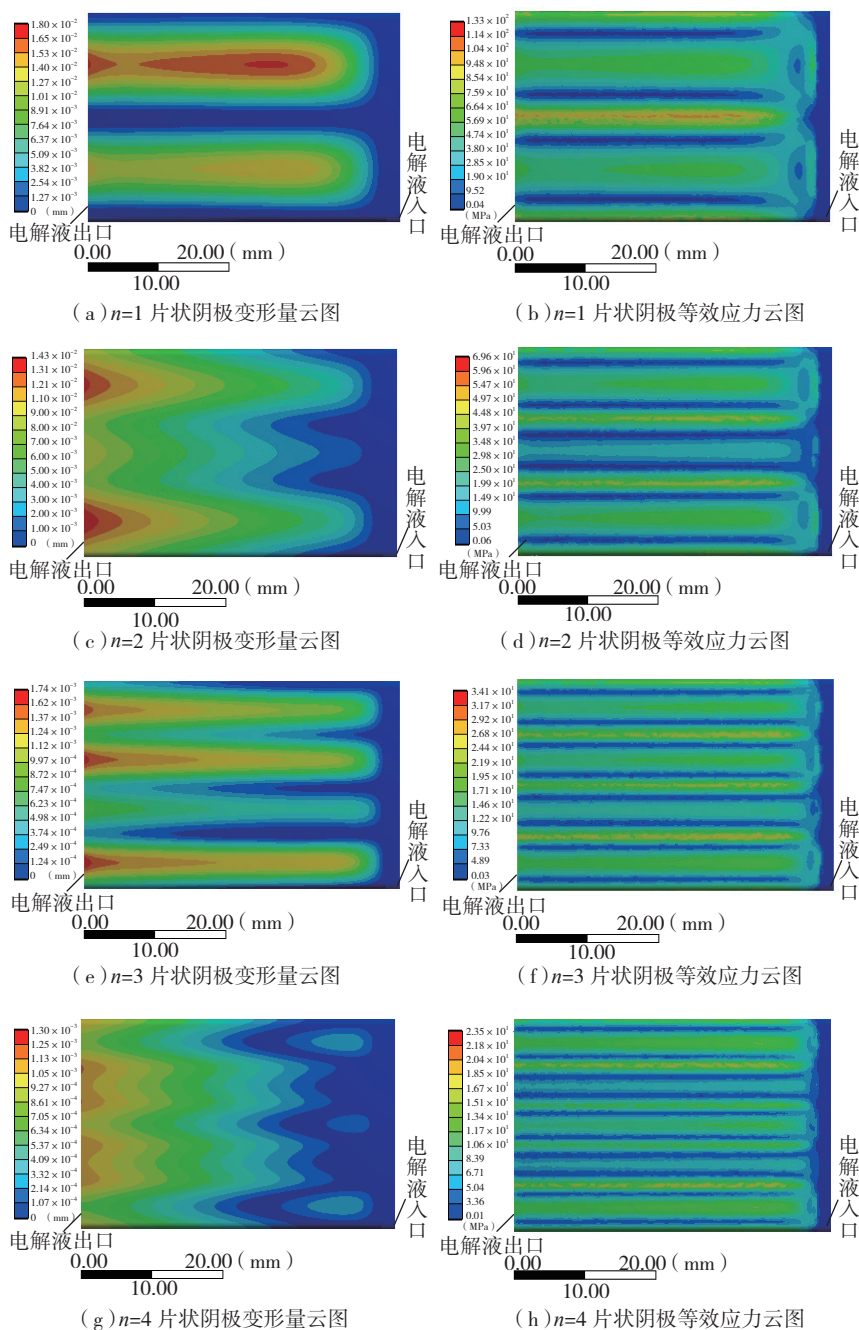 1.80×10⁻²
1.65×10⁻²
1.53×10⁻²
1.40×10⁻²
1.27×10⁻²
1.01×10⁻²
8.91×10⁻³
7.64×10⁻³
6.37×10⁻³
5.09×10⁻³
3.82×10⁻³
2.54×10⁻³
1.27×10⁻³
0 (mm)
电解液入口
电解液出口
0.00 20.00(mm)
10.00
(a)n=1 片状阴极变形量云图
1.33×10²
1.14×10²
1.04×10²
9.48×10¹
8.54×10¹
7.59×10¹
6.64×10¹
5.69×10¹
4.74×10¹
3.80×10¹
2.85×10¹
1.90×10¹
9.52
0.04
(MPa)
电解液入口
电解液出口
0.00 20.00(mm)
10.00
(b)n=1 片状阴极等效应力云图
1.43×10⁻²
1.31×10⁻²
1.21×10⁻²
1.10×10⁻²
9.00×10⁻³
8.00×10⁻³
7.00×10⁻³
6.00×10⁻³
5.00×10⁻³
4.00×10⁻³
3.00×10⁻³
2.00×10⁻³
1.00×10⁻³
0 (mm)
电解液入口
电解液出口
0.00 20.00(mm)
10.00
(c)n=2 片状阴极变形量云图
6.96×10¹
5.96×10¹
5.47×10¹
4.97×10¹
4.48×10¹
3.97×10¹
3.48×10¹
2.98×10¹
2.50×10¹
1.99×10¹
1.49×10¹
9.99
5.03
0.06
(MPa)
电解液入口
电解液出口
0.00 20.00(mm)
10.00
(d)n=2 片状阴极等效应力云图
1.74×10⁻³
1.62×10⁻³
1.37×10⁻³
1.24×10⁻³
1.12×10⁻³
9.97×10⁻⁴
8.72×10⁻⁴
7.47×10⁻⁴
6.23×10⁻⁴
4.98×10⁻⁴
3.74×10⁻⁴
2.49×10⁻⁴
1.24×10⁻⁴
0 (mm)
电解液入口
电解液出口
0.00 20.00(mm)
10.00
(e)n=3 片状阴极变形量云图
3.41×10¹
3.17×10¹
2.92×10¹
2.68×10¹
2.44×10¹
2.19×10¹
1.95×10¹
1.71×10¹
1.46×10¹
1.22×10¹
9.76
7.33
4.89
0.03
(MPa)
电解液入口
电解液出口
0.00 20.00(mm)
10.00
(f)n=3 片状阴极等效应力云图
1.30×10⁻³
1.25×10⁻³
1.13×10⁻³
1.05×10⁻³
9.27×10⁻⁴
8.61×10⁻⁴
7.05×10⁻⁴
6.34×10⁻⁴
5.37×10⁻⁴
4.09×10⁻⁴
3.32×10⁻⁴
2.14×10⁻⁴
1.07×10⁻⁴
0 (mm)
电解液入口
电解液出口
0.00 20.00(mm)
10.00
(g)n=4 片状阴极变形量云图
2.35×10¹
2.18×10¹
2.04×10¹
1.85×10¹
1.67×10¹
1.51×10¹
1.34×10¹
1.17×10¹
1.06×10¹
8.39
6.71
5.04
3.36
0.01
(MPa)
电解液入口
电解液出口
0.00 20.00(mm)
10.00
(h)n=4 片状阴极等效应力云图